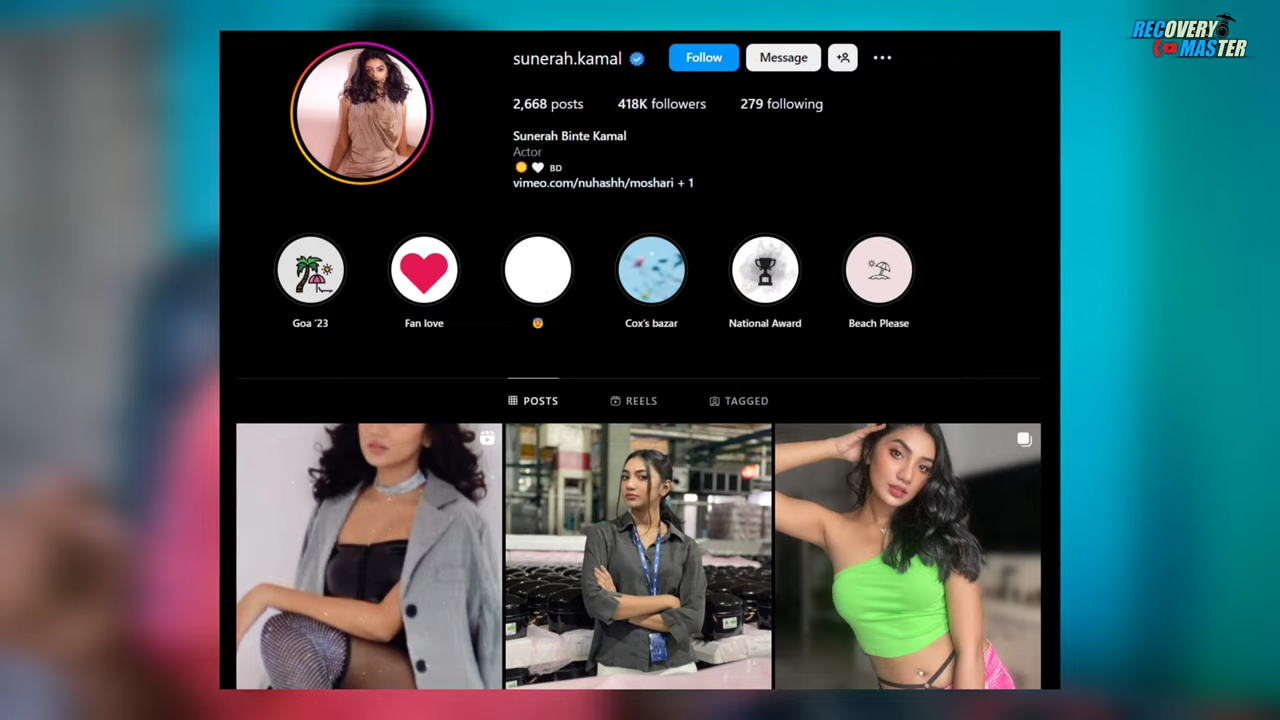 RECOVERY
MASTER
sunerah.kamal Follow Message
2,668 posts 418K followers 279 following
Sunerah Binte Kamal
Actor
BD
vimeo.com/nuhashh/moshari + 1
Goa '23 Fan love Cox's bazar National Award Beach Please
POSTS REELS TAGGED